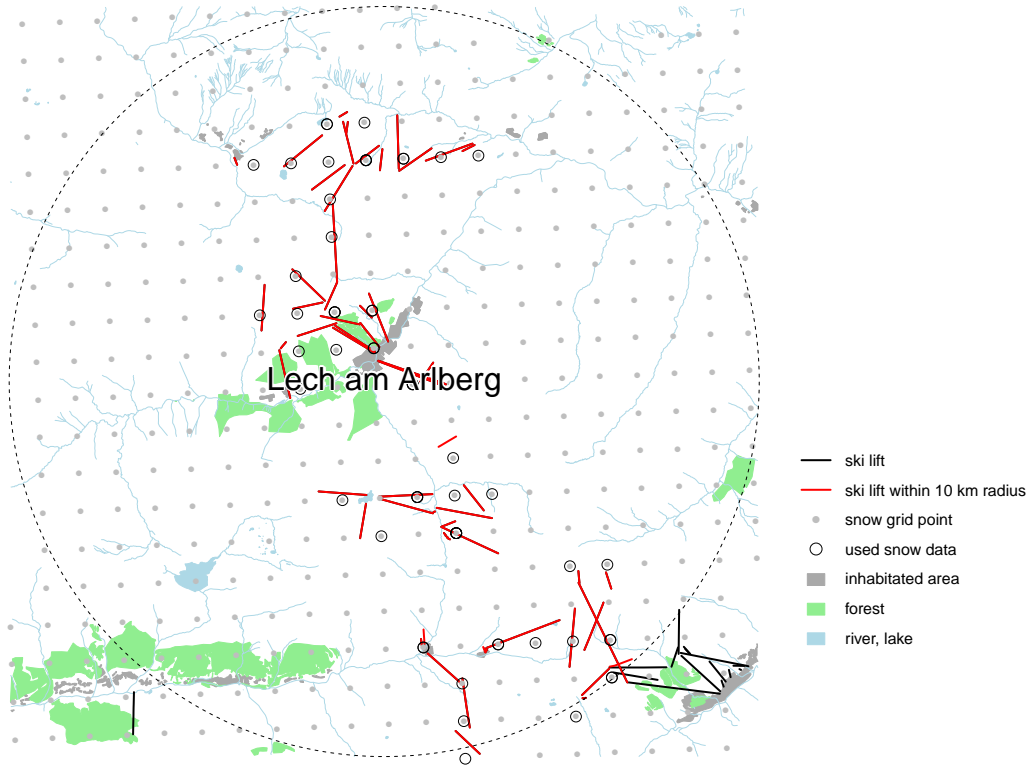 Lech am Arlberg
ski lift
ski lift within 10 km radius
snow grid point
used snow data
inhabitated area
forest
river, lake